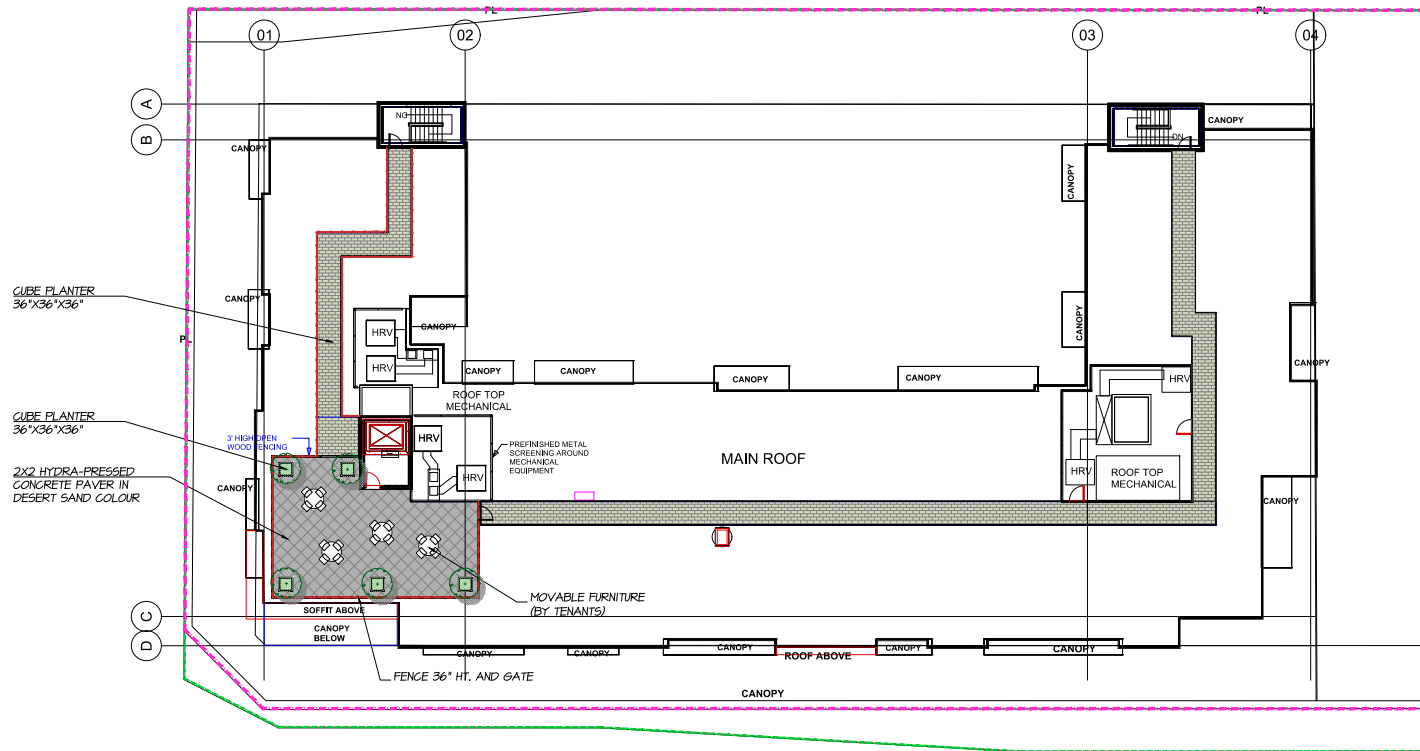 PL
PL
01
02
03
04
A
B
NG
DN
CANOPY
CANOPY
CANOPY
CUBE PLANTER
36"X36"X36"
CANOPY
CANOPY
HRV
CANOPY
PL
HRV
CANOPY
CANOPY
CANOPY
CANOPY
CANOPY
HRV
ROOF TOP
MECHANICAL
CUBE PLANTER
36"X36"X36"
3' HIGH OPEN
WOOD FENCING
HRV
PREFINISHED METAL
SCREENING AROUND
MECHANICAL
EQUIPMENT
MAIN ROOF
2X2 HYDRA-PRESSED
CONCRETE PAVER IN
DESERT SAND COLOUR
HRV
HRV
ROOF TOP
MECHANICAL
CANOPY
CANOPY
MOVABLE FURNITURE
(BY TENANTS)
SOFFIT ABOVE
C
CANOPY
BELOW
D
CANOPY
CANOPY
CANOPY
ROOF ABOVE
CANOPY
CANOPY
FENCE 36" HT. AND GATE
CANOPY